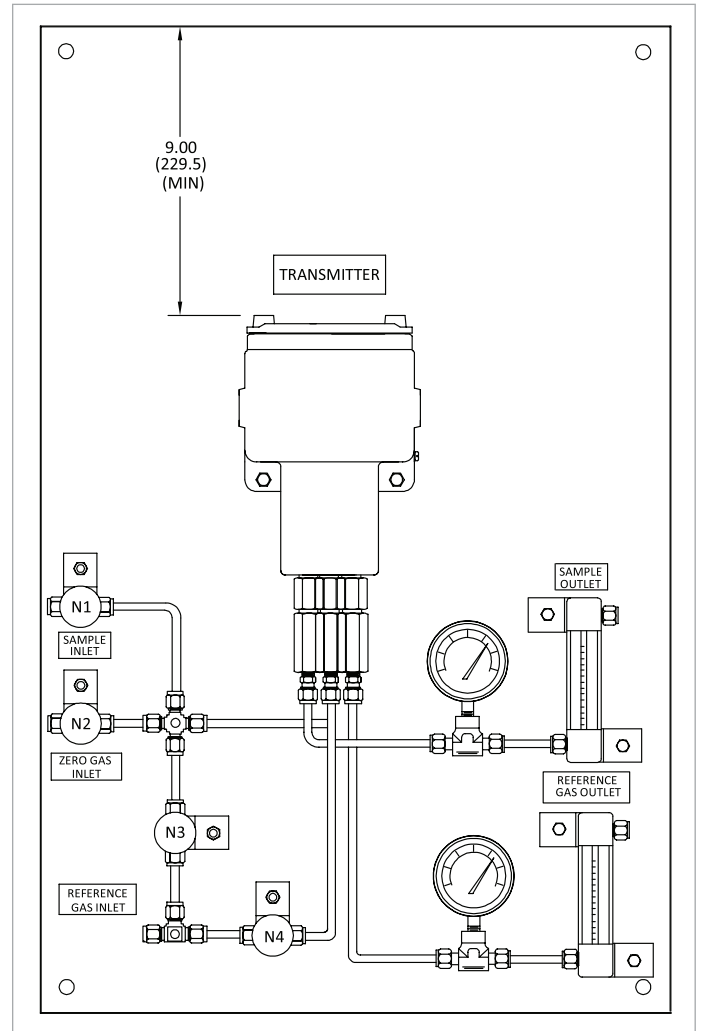 9.00
(229.5)
(MIN)
TRANSMITTER
SAMPLE
OUTLET
N1
SAMPLE
INLET
N2
ZERO GAS
INLET
REFERENCE
GAS OUTLET
N3
REFERENCE
GAS INLET
N4